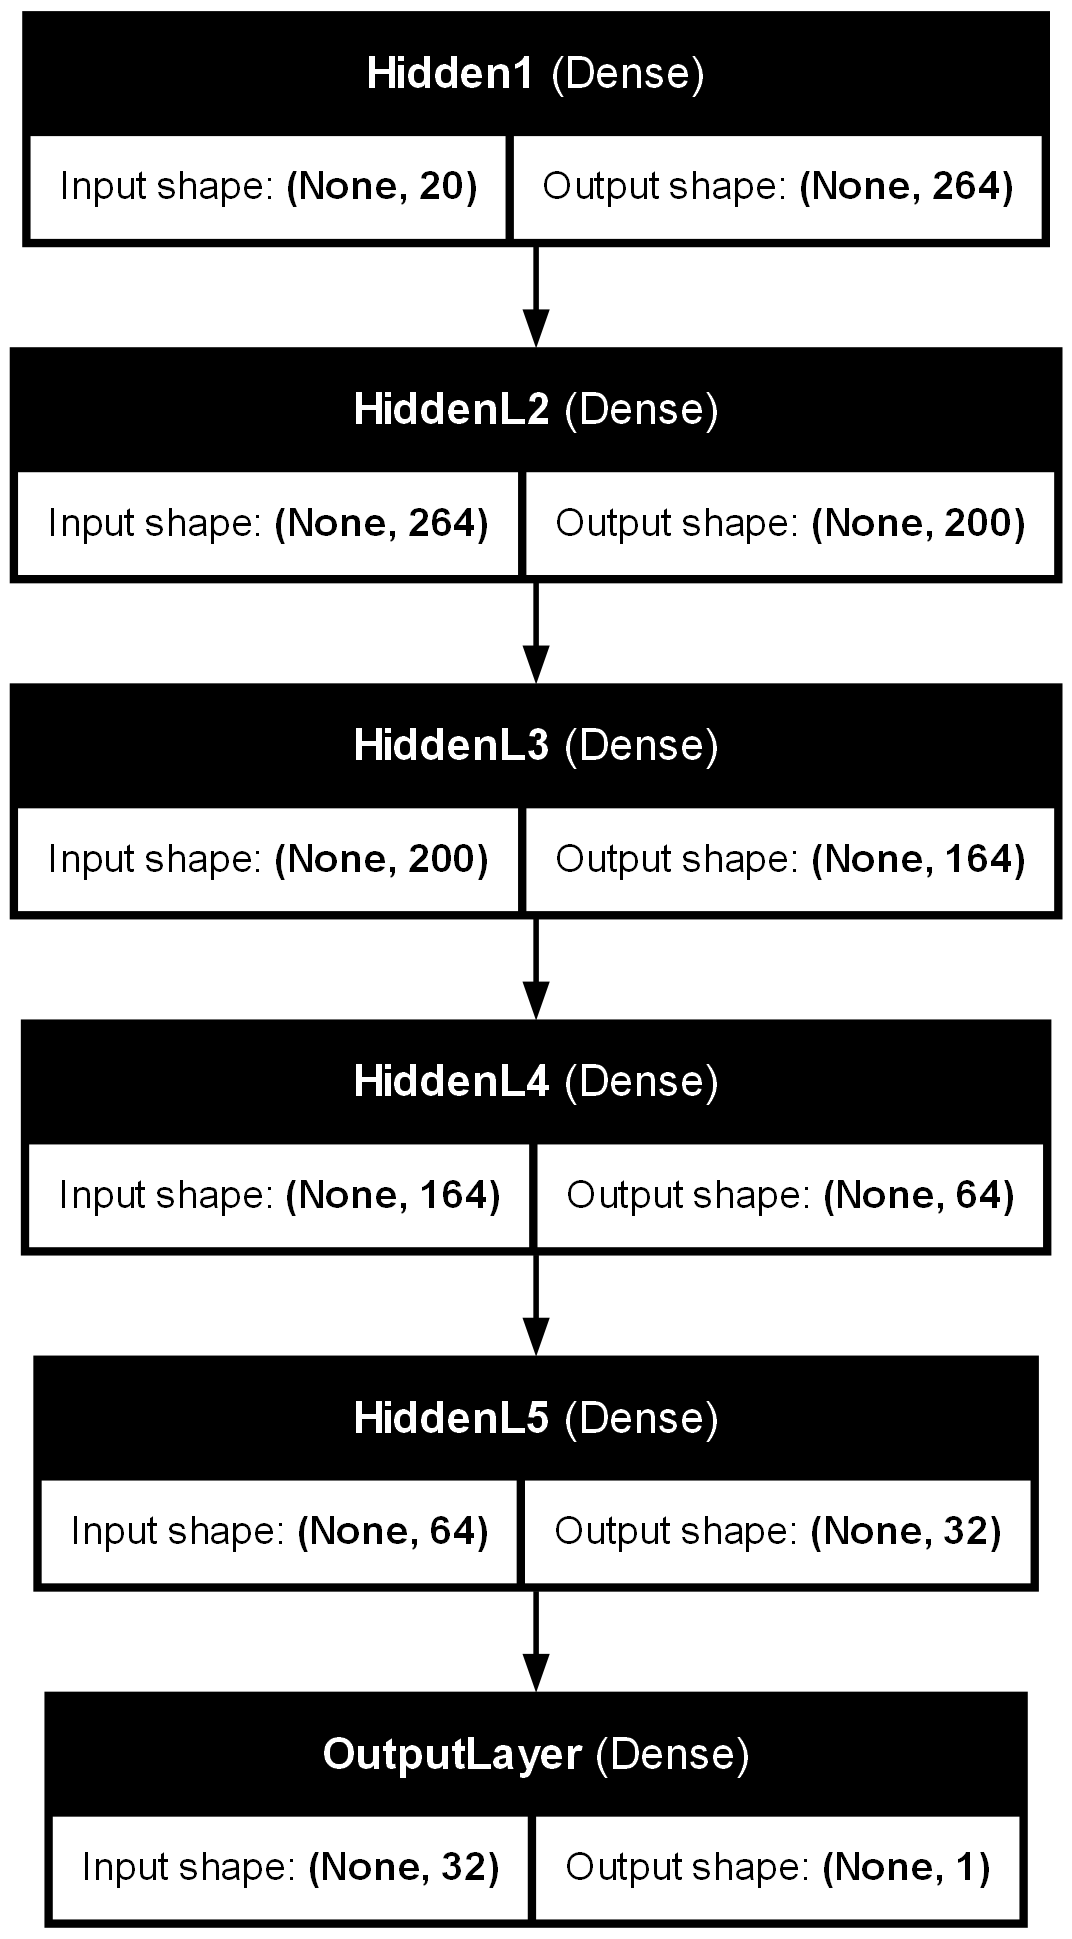 Hidden1 (Dense)
Input shape: (None, 20) Output shape: (None, 264)
HiddenL2 (Dense)
Input shape: (None, 264) Output shape: (None, 200)
HiddenL3 (Dense)
Input shape: (None, 200) Output shape: (None, 164)
HiddenL4 (Dense)
Input shape: (None, 164) Output shape: (None, 64)
HiddenL5 (Dense)
Input shape: (None, 64) Output shape: (None, 32)
OutputLayer (Dense)
Input shape: (None, 32) Output shape: (None, 1)